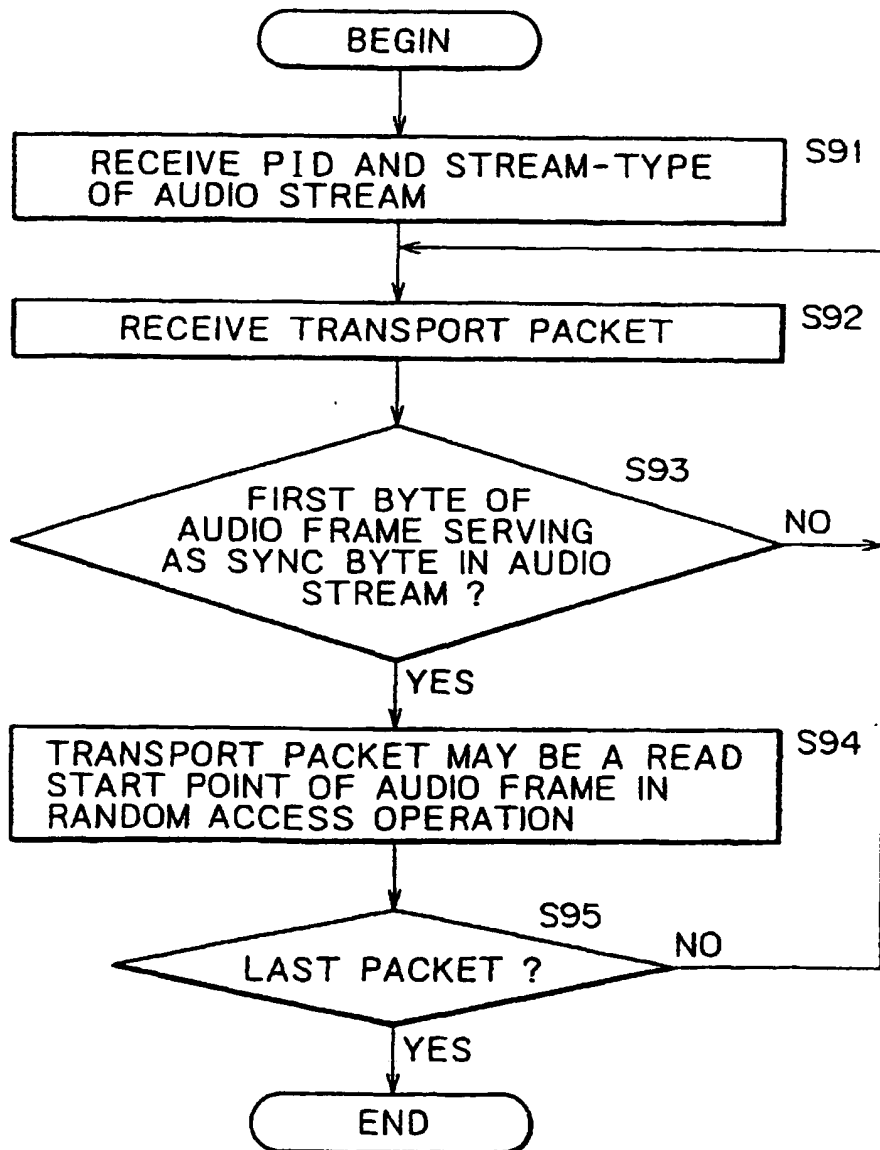 BEGIN
RECEIVE PID AND STREAM-TYPE
OF AUDIO STREAM
S91
RECEIVE TRANSPORT PACKET
S92
S93
FIRST BYTE OF
AUDIO FRAME SERVING
AS SYNC BYTE IN AUDIO
STREAM ?
NO
YES
TRANSPORT PACKET MAY BE A READ
START POINT OF AUDIO FRAME IN
RANDOM ACCESS OPERATION
S94
S95
LAST PACKET ?
NO
YES
END